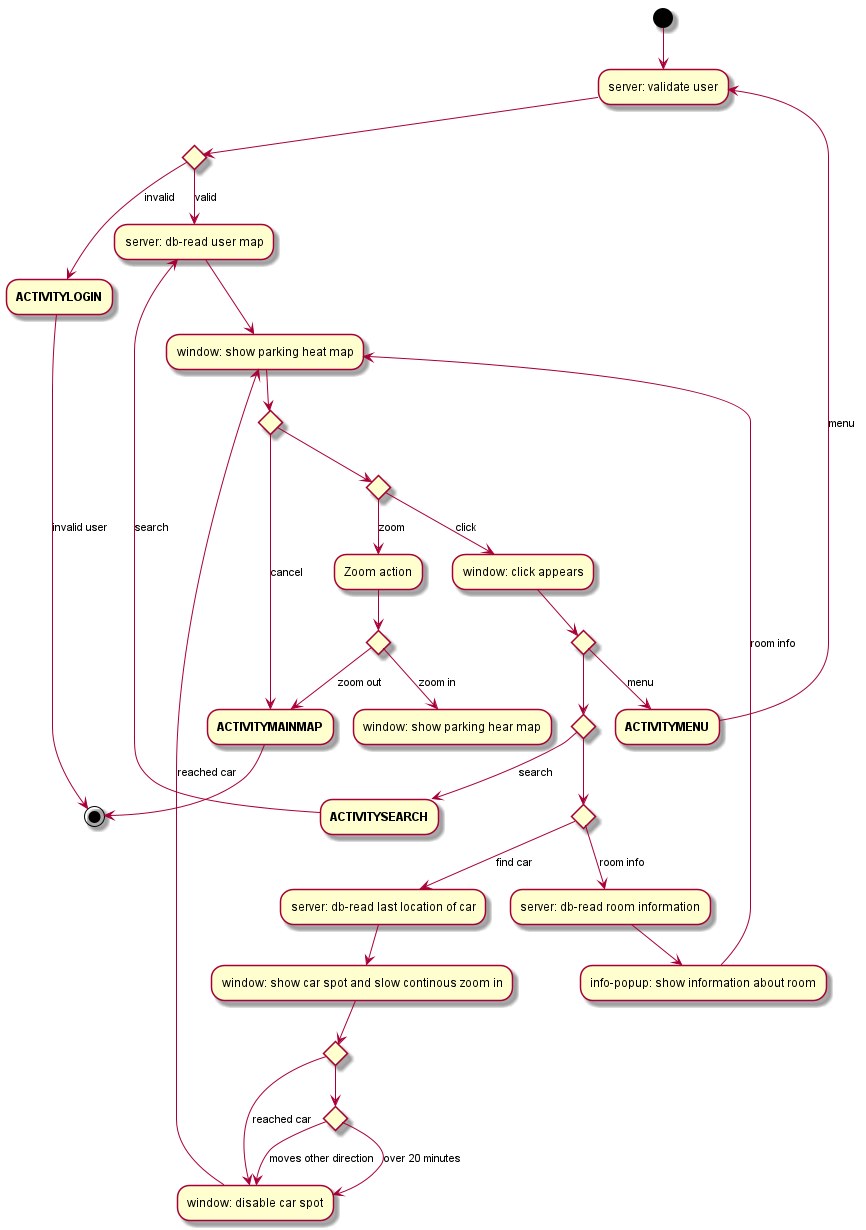 server: validate user
invalid
valid
server: db-read user map
ACTIVITYLOGIN
window: show parking heat map
menu
invalid user
search
cancel
zoom
click
Zoom action
window: click appears
room info
zoom out
zoom in
menu
ACTIVITYMAINMAP
window: show parking hear map
ACTIVITYMENU
reached car
search
ACTIVITYSEARCH
find car
room info
server: db-read last location of car
server: db-read room information
window: show car spot and slow continous zoom in
info-popup: show information about room
reached car
moves other direction
over 20 minutes
window: disable car spot